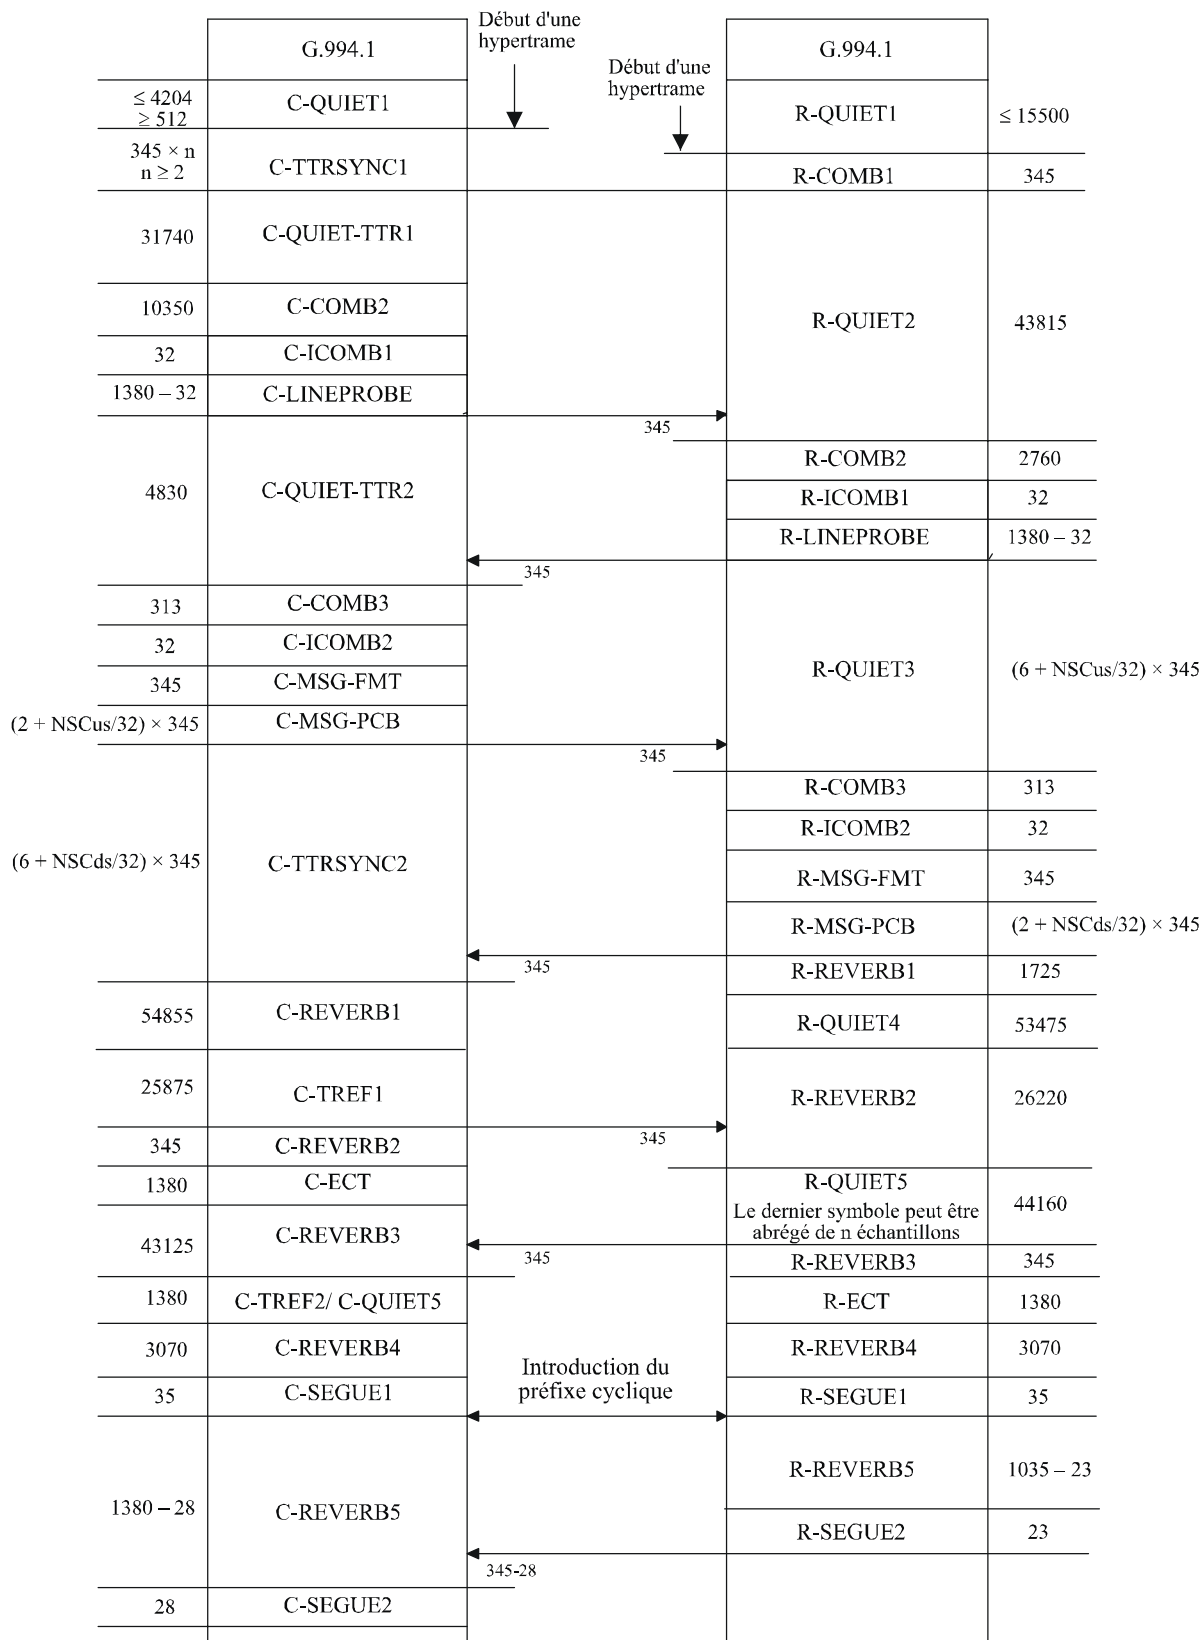 Début d'une
hypertrame
G.994.1
G.994.1
Début d'une
hypertrame
≤ 4204
≥ 512
C-QUIET1
R-QUIET1
≤ 15500
345 × n
n ≥ 2
C-TTRSYNC1
R-COMB1
345
31740
C-QUIET-TTR1
10350
C-COMB2
R-QUIET2
43815
32
C-ICOMB1
1380 – 32
C-LINEPROBE
345
R-COMB2
2760
4830
C-QUIET-TTR2
R-ICOMB1
32
R-LINEPROBE
1380 – 32
345
313
C-COMB3
32
C-ICOMB2
R-QUIET3
(6 + NSCus/32) × 345
345
C-MSG-FMT
(2 + NSCus/32) × 345
C-MSG-PCB
345
R-COMB3
313
R-ICOMB2
32
(6 + NSCds/32) × 345
C-TTRSYNC2
R-MSG-FMT
345
R-MSG-PCB
(2 + NSCds/32) × 345
345
R-REVERB1
1725
54855
C-REVERB1
R-QUIET4
53475
25875
C-TREF1
R-REVERB2
26220
345
345
C-REVERB2
1380
C-ECT
R-QUIET5
Le dernier symbole peut être
abrégé de n échantillons
44160
43125
C-REVERB3
345
R-REVERB3
345
1380
C-TREF2/ C-QUIET5
R-ECT
1380
3070
C-REVERB4
R-REVERB4
3070
Introduction du
préfixe cyclique
35
C-SEGUE1
R-SEGUE1
35
R-REVERB5
1035 – 23
1380 – 28
C-REVERB5
R-SEGUE2
23
345-28
28
C-SEGUE2